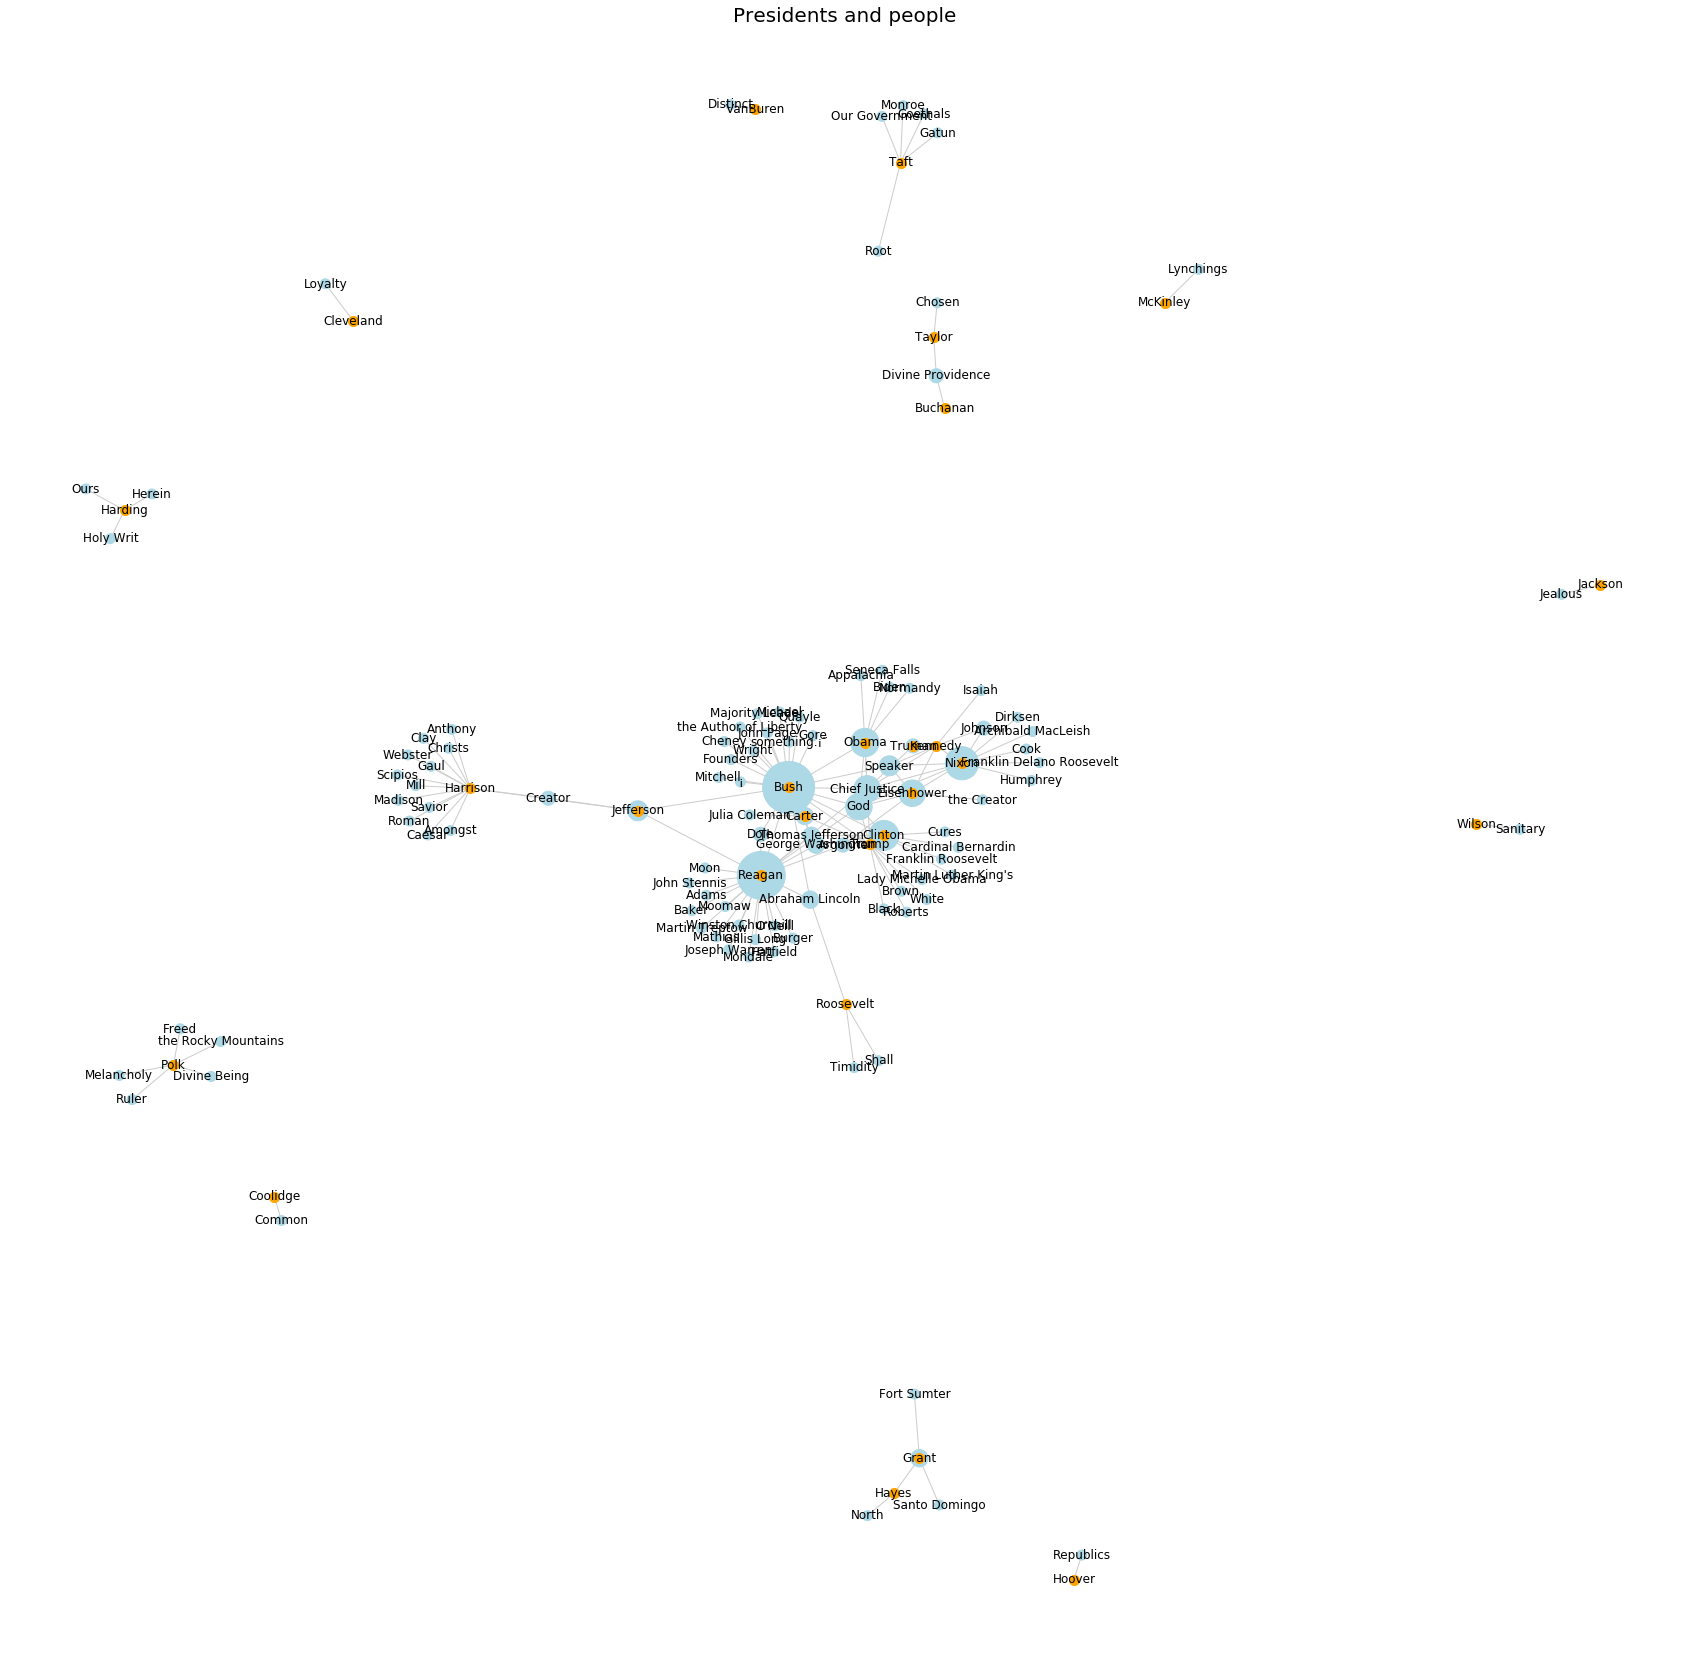 Presidents and people
Distinct
VanBuren
Monroe
Goethals
Our Government
Gatun
Taft
Root
Lynchings
McKinley
Loyalty
Cleveland
Chosen
Taylor
Divine Providence
Buchanan
Ours
Herein
Harding
Holy Writ
Jackson
Jealous
Seneca Falls
Appalachia
Biden
Normandy
Isaiah
Michael
Majority Leader
Quayle
Dirksen
the Author of Liberty
Johnson
Archibald MacLeish
John Page
Gore
Anthony
Clay
Cheney
something.¡
Obama
Truman
Kennedy
Christs
Wright
Cook
Webster
Founders
Gaul
Speaker
Nixon
Franklin Delano Roosevelt
Scipios
Mitchell
Humphrey
Mill
Harrison
Bush
Chief Justice
Eisenhower
Madison
Creator
the Creator
Savior
God
Jefferson
Roman
Julia Coleman
Carter
Wilson
Sanitary
Amongst
Caesar
Dole
Thomas Jefferson
Clinton
Cures
George Washington
Trump
Cardinal Bernardin
Franklin Roosevelt
Moon
Reagan
Martin Luther King's
John Stennis
Lady Michelle Obama
Adams
Brown
Abraham Lincoln
White
Moomaw
Baker
Black
Roberts
Winston Churchill
O'Neill
Martin Treptow
Mathias
Gillis Long
Burger
Joseph Warren
Hatfield
Mondale
Roosevelt
Freed
the Rocky Mountains
Shall
Polk
Timidity
Melancholy
Divine Being
Ruler
Coolidge
Common
Fort Sumter
Grant
Hayes
Santo Domingo
North
Republics
Hoover